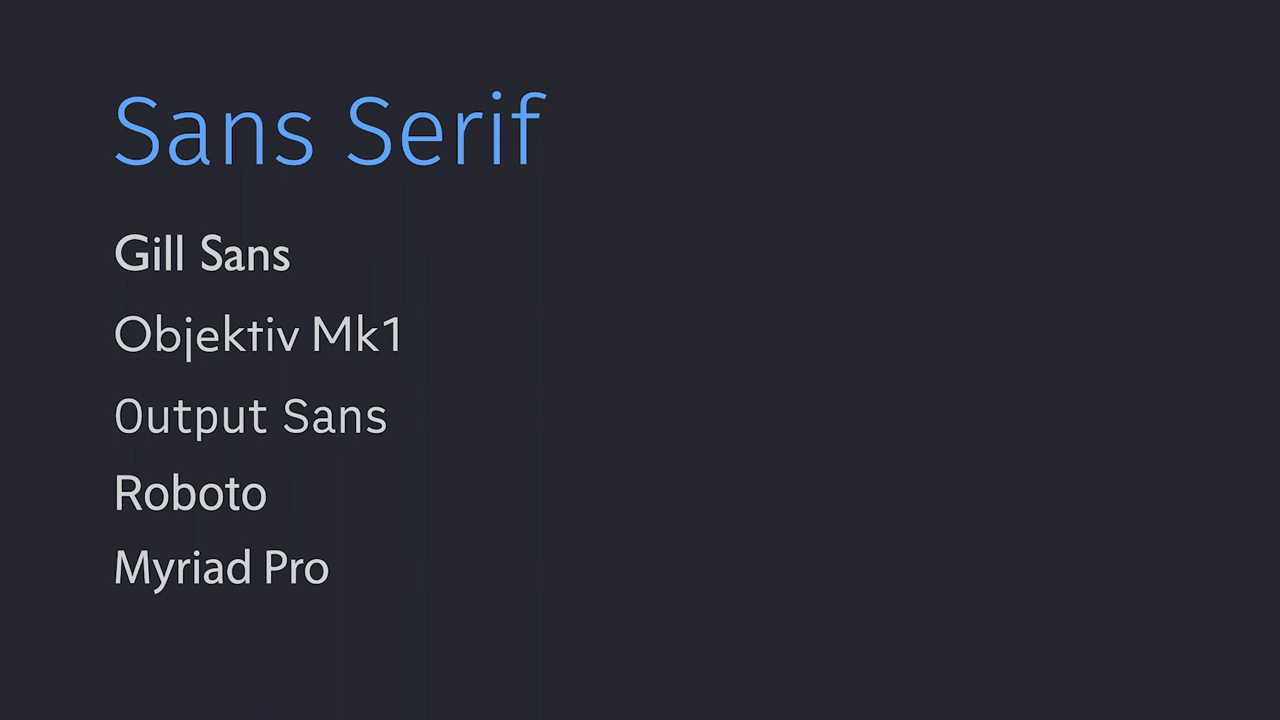 Sans Serif
Gill Sans
Objektiv Mk1
Output Sans
Roboto
Myriad Pro